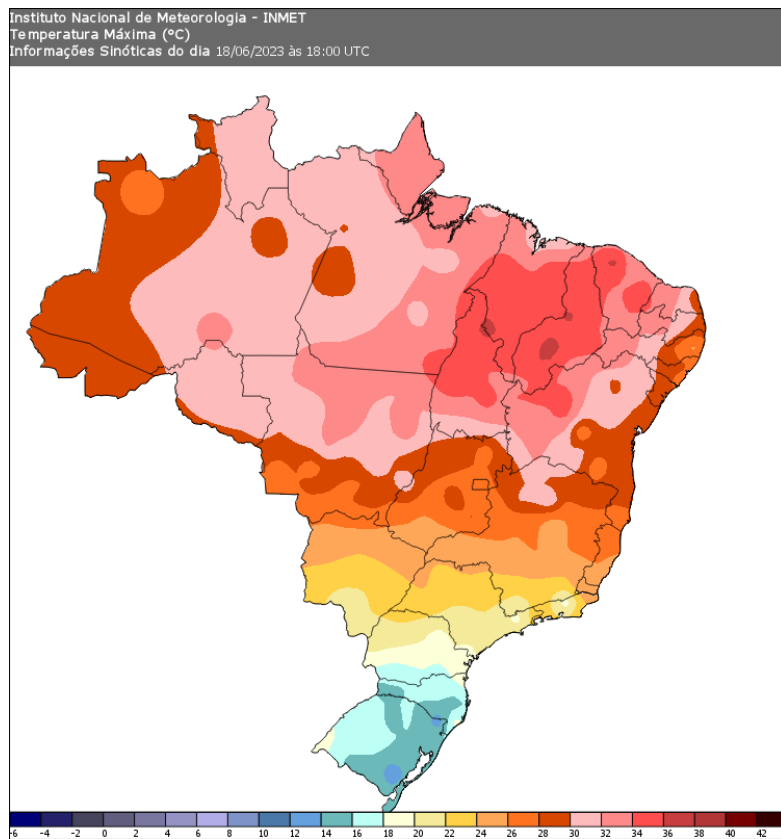 Instituto Nacional de Meteorologia - INMET
Temperatura Máxima (°C)
Informações Sinóticas do dia 18/06/2023 às 18:00 UTC
-6 -4 -2 0 2 4 6 8 10 12 14 16 18 20 22 24 26 28 30 32 34 36 38 40 42